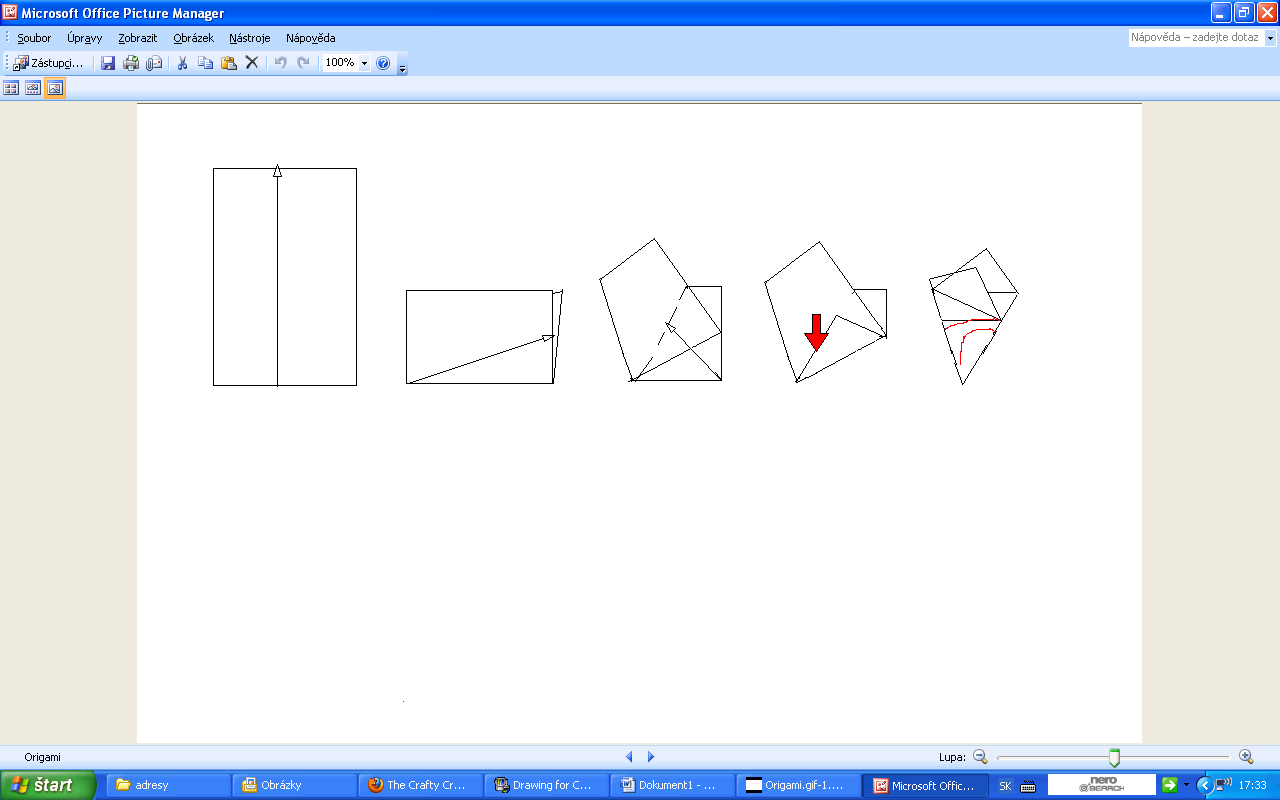 Microsoft Office Picture Manager
Soubor Úpravy Zobrazit Obrázek Nástroje Nápověda
Nápověda – zadejte dotaz
Zástupci... 100%
Origami
Lupa:
štart adresy Obrázky The Crafty Cr... Drawing for C... Dokument1 - ... Origami.gif-1.... Microsoft Offic... SK nero SEARCH 17:33